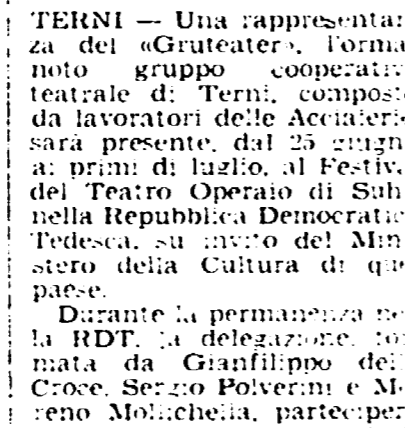 TERNI — Una rappresentan
za del «Gruteater», l'orma
noto gruppo cooperativ
teatrale di Terni, compost
da lavoratori delle Acciaieri
sarà presente, dal 25 giugn
ai primi di luglio, al Festiv
del Teatro Operaio di Suh
nella Repubblica Democratic
Tedesca, su invito del Min
stero della Cultura di que
paese.
Durante la permanenza ne
la RDT, la delegazione, for
mata da Gianfilippo del
Croce, Sergio Polverini e M
reno Mollichella, parteciper